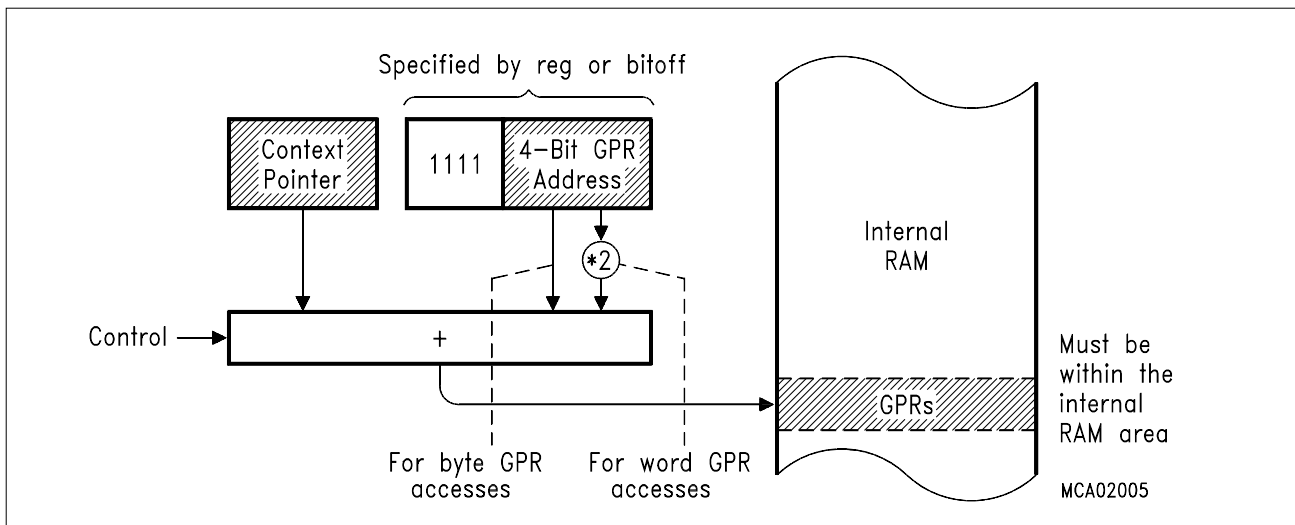 Specified by reg or bitoff
Context
Pointer
1111
4-Bit GPR
Address
*2
Internal
RAM
Control
+
Must be
within the
internal
RAM area
GPRs
For byte GPR
accesses
For word GPR
accesses
MCA02005